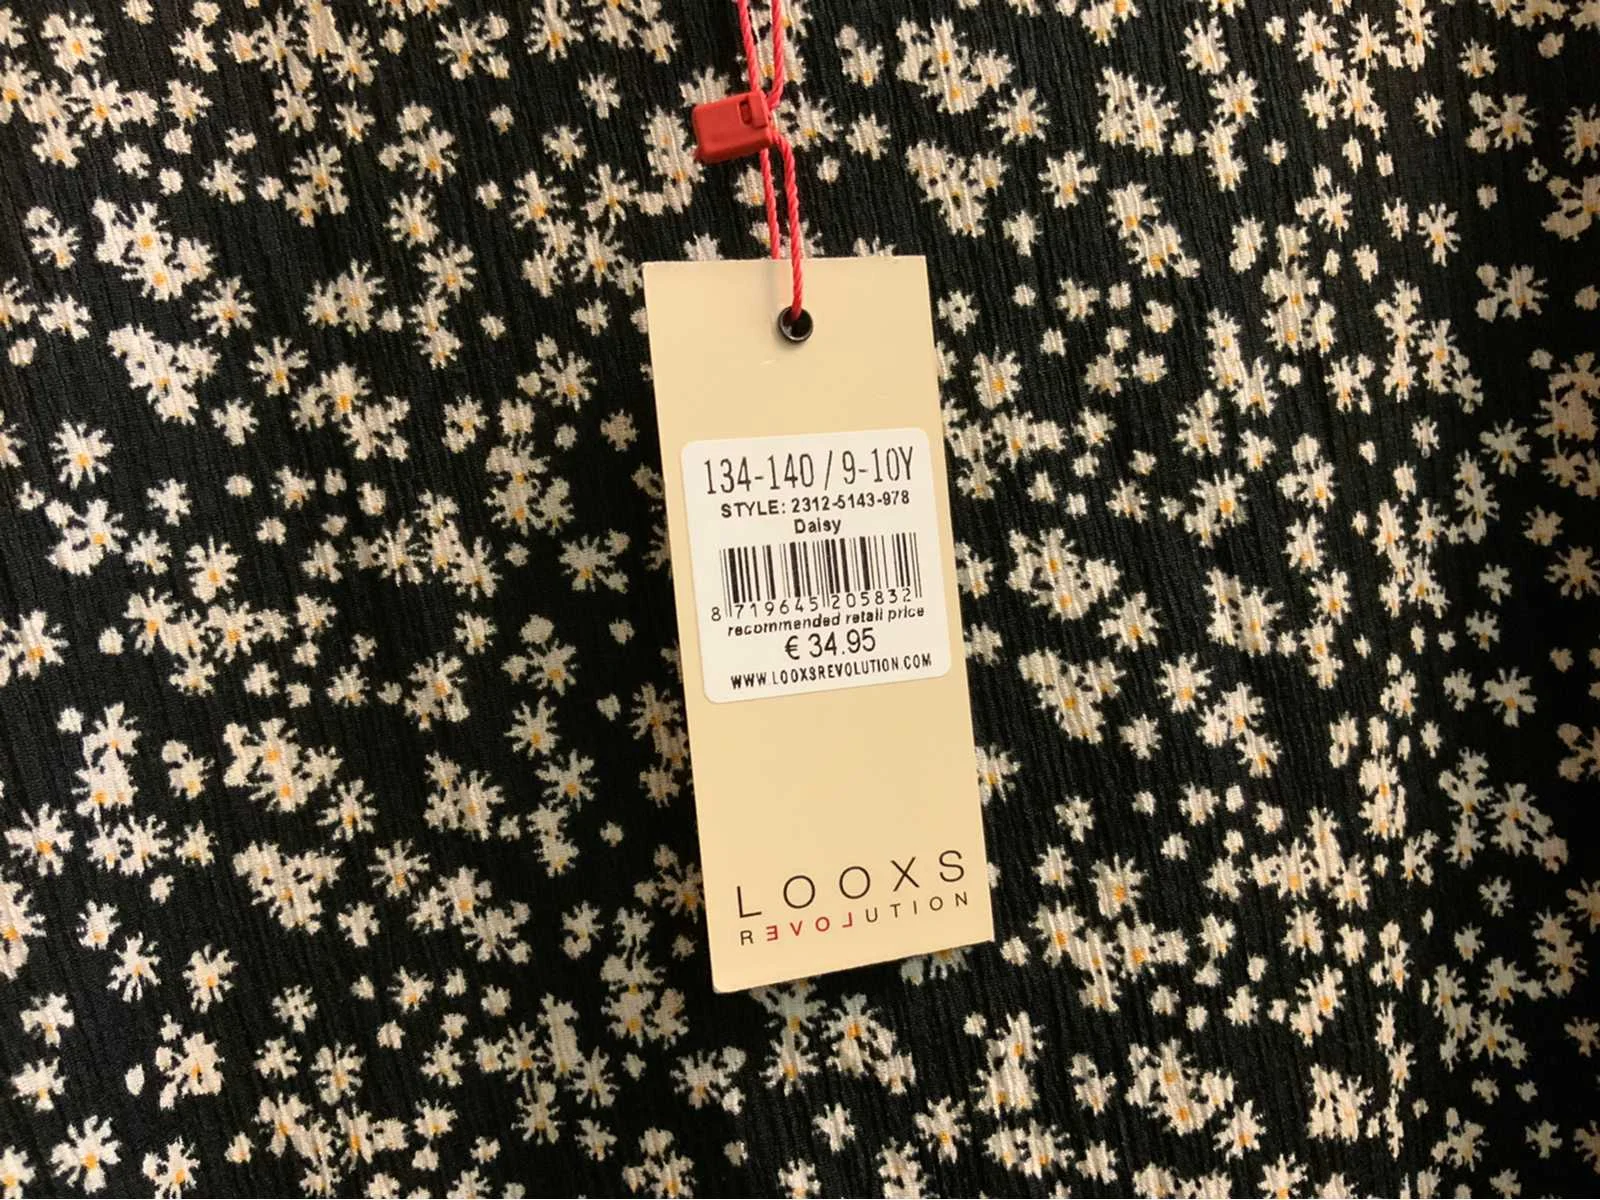 134-140 / 9-10Y
STYLE: 2312-5143-978
Daisy
8 719645 205832
recommended retail price
€ 34.95
WWW.LOOXSREVOLUTION.COM
LOOXS
REVOLUTION